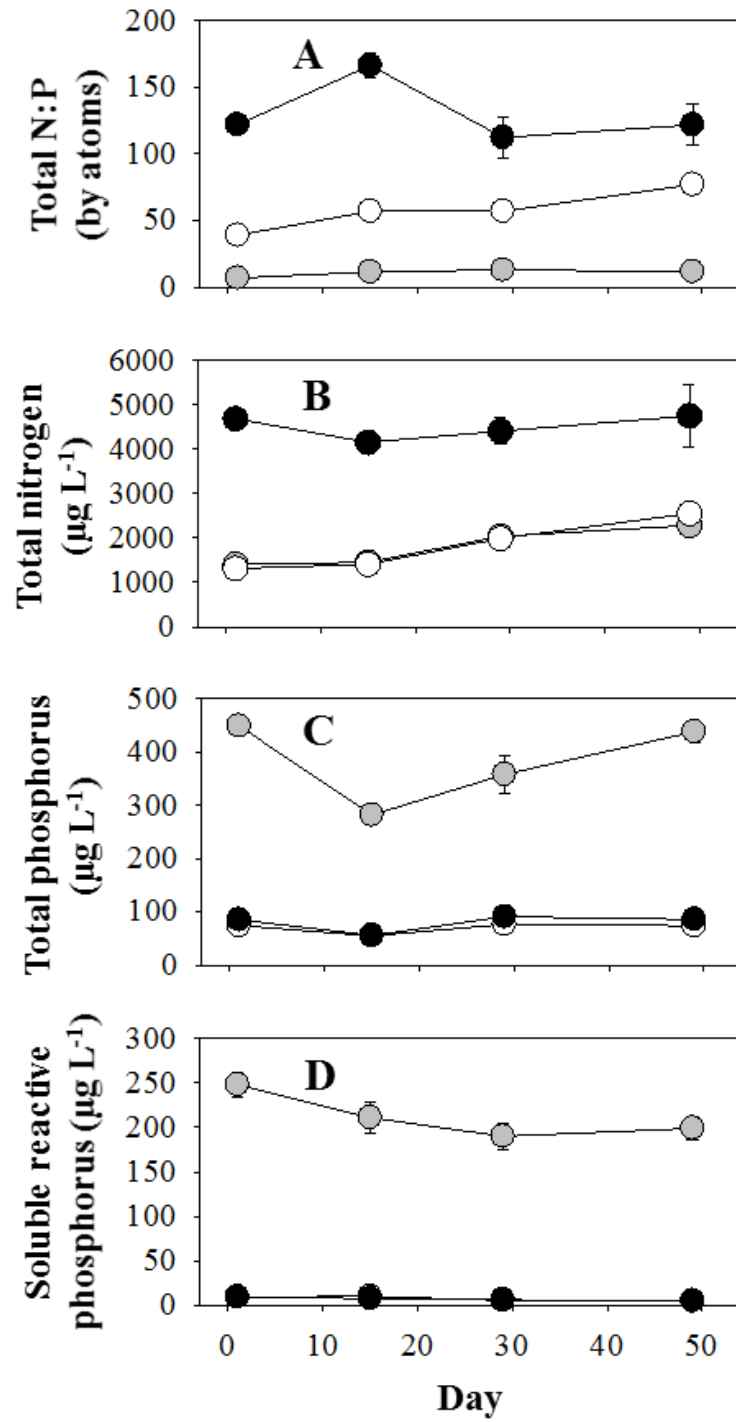 Total N:P
(by atoms)
200
150
100
50
0
A
Total nitrogen
(µg L-1)
6000
5000
4000
3000
2000
1000
0
B
Total phosphorus
(µg L-1)
500
400
300
200
100
0
C
Soluble reactive
phosphorus (µg L-1)
300
250
200
150
100
50
0
D
0 10 20 30 40 50
Day